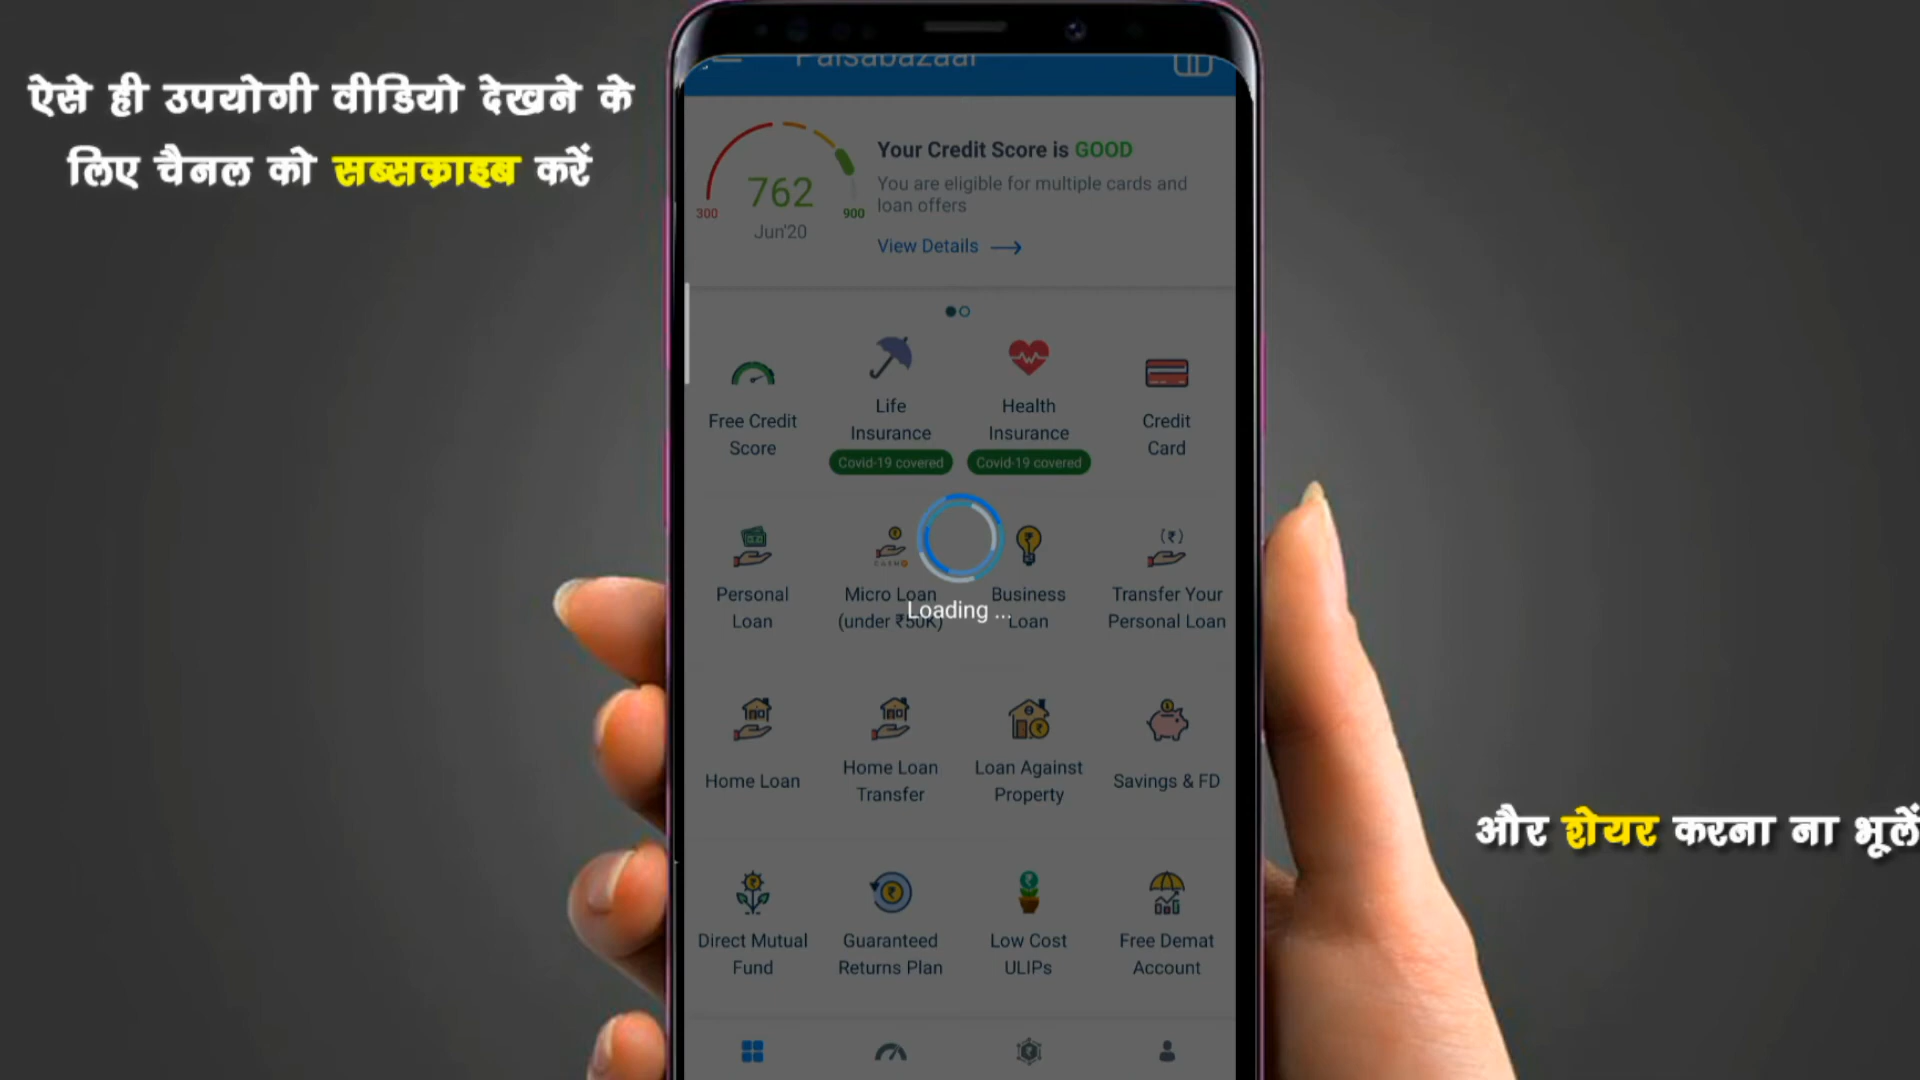 ऐसे ही उपयोगी वीडियो देखने के
लिए चैनल को सब्सक्राइब करें
Paisabazaar
Your Credit Score is GOOD
You are eligible for multiple cards and
loan offers
View Details
762
300
900
Jun'20
Free Credit
Score
Life
Insurance
Covid-19 covered
Health
Insurance
Covid-19 covered
Credit
Card
Personal
Loan
Micro Loan
(under ₹50K)
Business
Loan
Transfer Your
Personal Loan
Loading ...
Home Loan
Home Loan
Transfer
Loan Against
Property
Savings & FD
और शेयर करना ना भूलें
Direct Mutual
Fund
Guaranteed
Returns Plan
Low Cost
ULIPs
Free Demat
Account